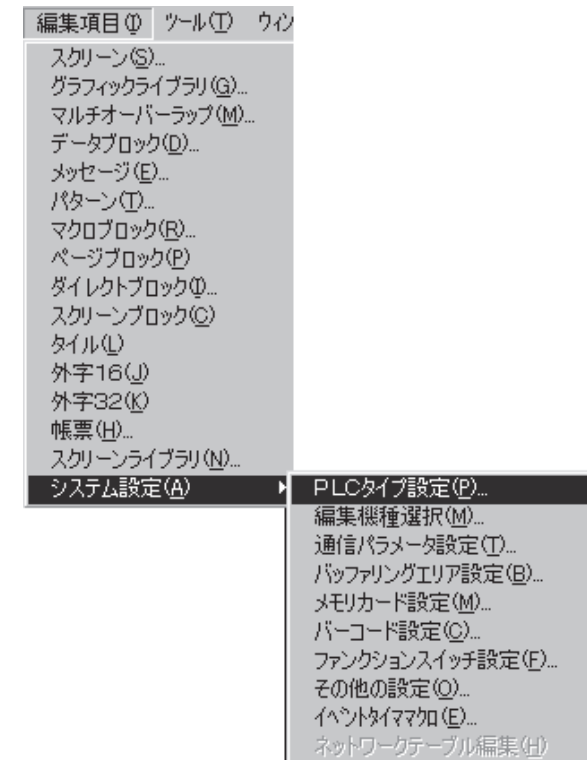 編集項目(I) ツール(T) ウィン
スクリーン(S)...
グラフィックライブラリ(G)...
マルチオーバーラップ(M)...
データブロック(D)...
メッセージ(E)...
パターン(T)...
マクロブロック(R)...
ページブロック(P)
ダイレクトブロック(I)...
スクリーンブロック(C)
タイル(L)
外字16(J)
外字32(K)
帳票(H)...
スクリーンライブラリ(N)...
システム設定(A)
PLCタイプ設定(P)...
編集機種選択(M)...
通信パラメータ設定(T)...
バッファリングエリア設定(B)...
メモリカード設定(M)...
バーコード設定(C)...
ファンクションスイッチ設定(F)...
その他の設定(O)...
イベントタイママクロ(E)...
ネットワークテーブル編集(H)